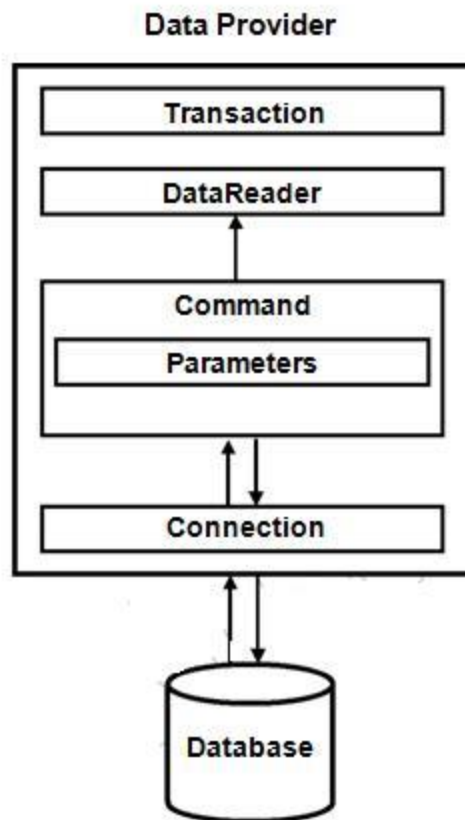 Data Provider
Transaction
DataReader
Command
Parameters
Connection
Database